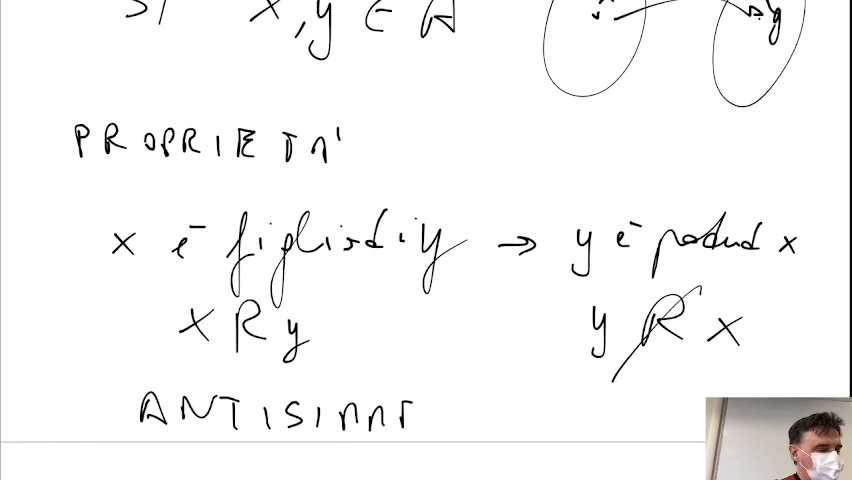 x, y ∈ A
y
PROPRIETA'
x è figlio di y → y è padre di x
x R y y R̸ x
ANTISIMM